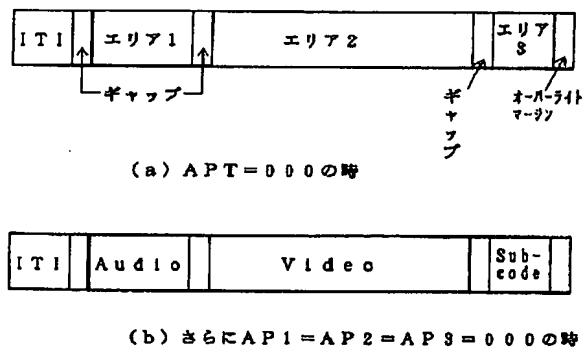 ITI エリア1 エリア2 エリア3
ギャップ
ギャップ
オーバーライトマージン
(a) APT=000の時
ITI Audio Video Sub-code
(b) さらにAP1=AP2=AP3=000の時